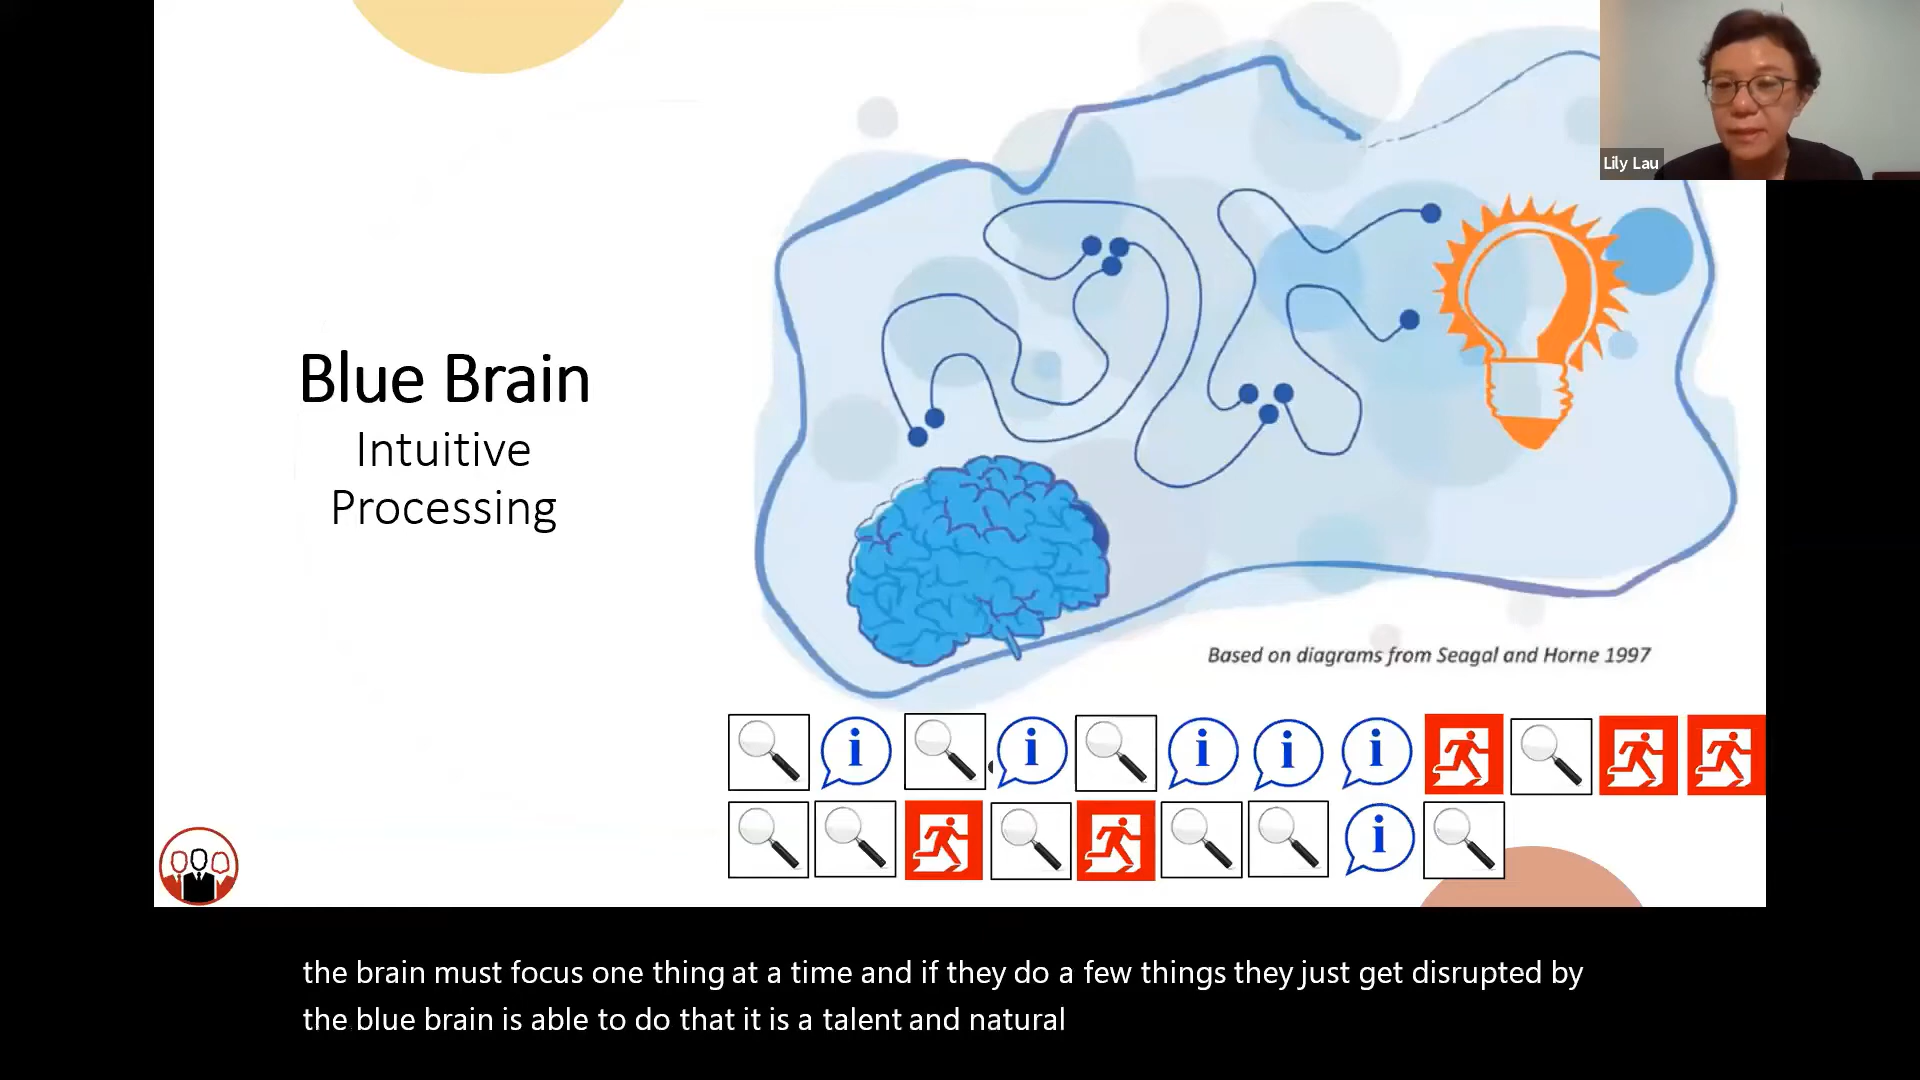 Lily Lau
Blue Brain
Intuitive
Processing
Based on diagrams from Seagal and Horne 1997
i i i i i
i
the brain must focus one thing at a time and if they do a few things they just get disrupted by
the blue brain is able to do that it is a talent and natural